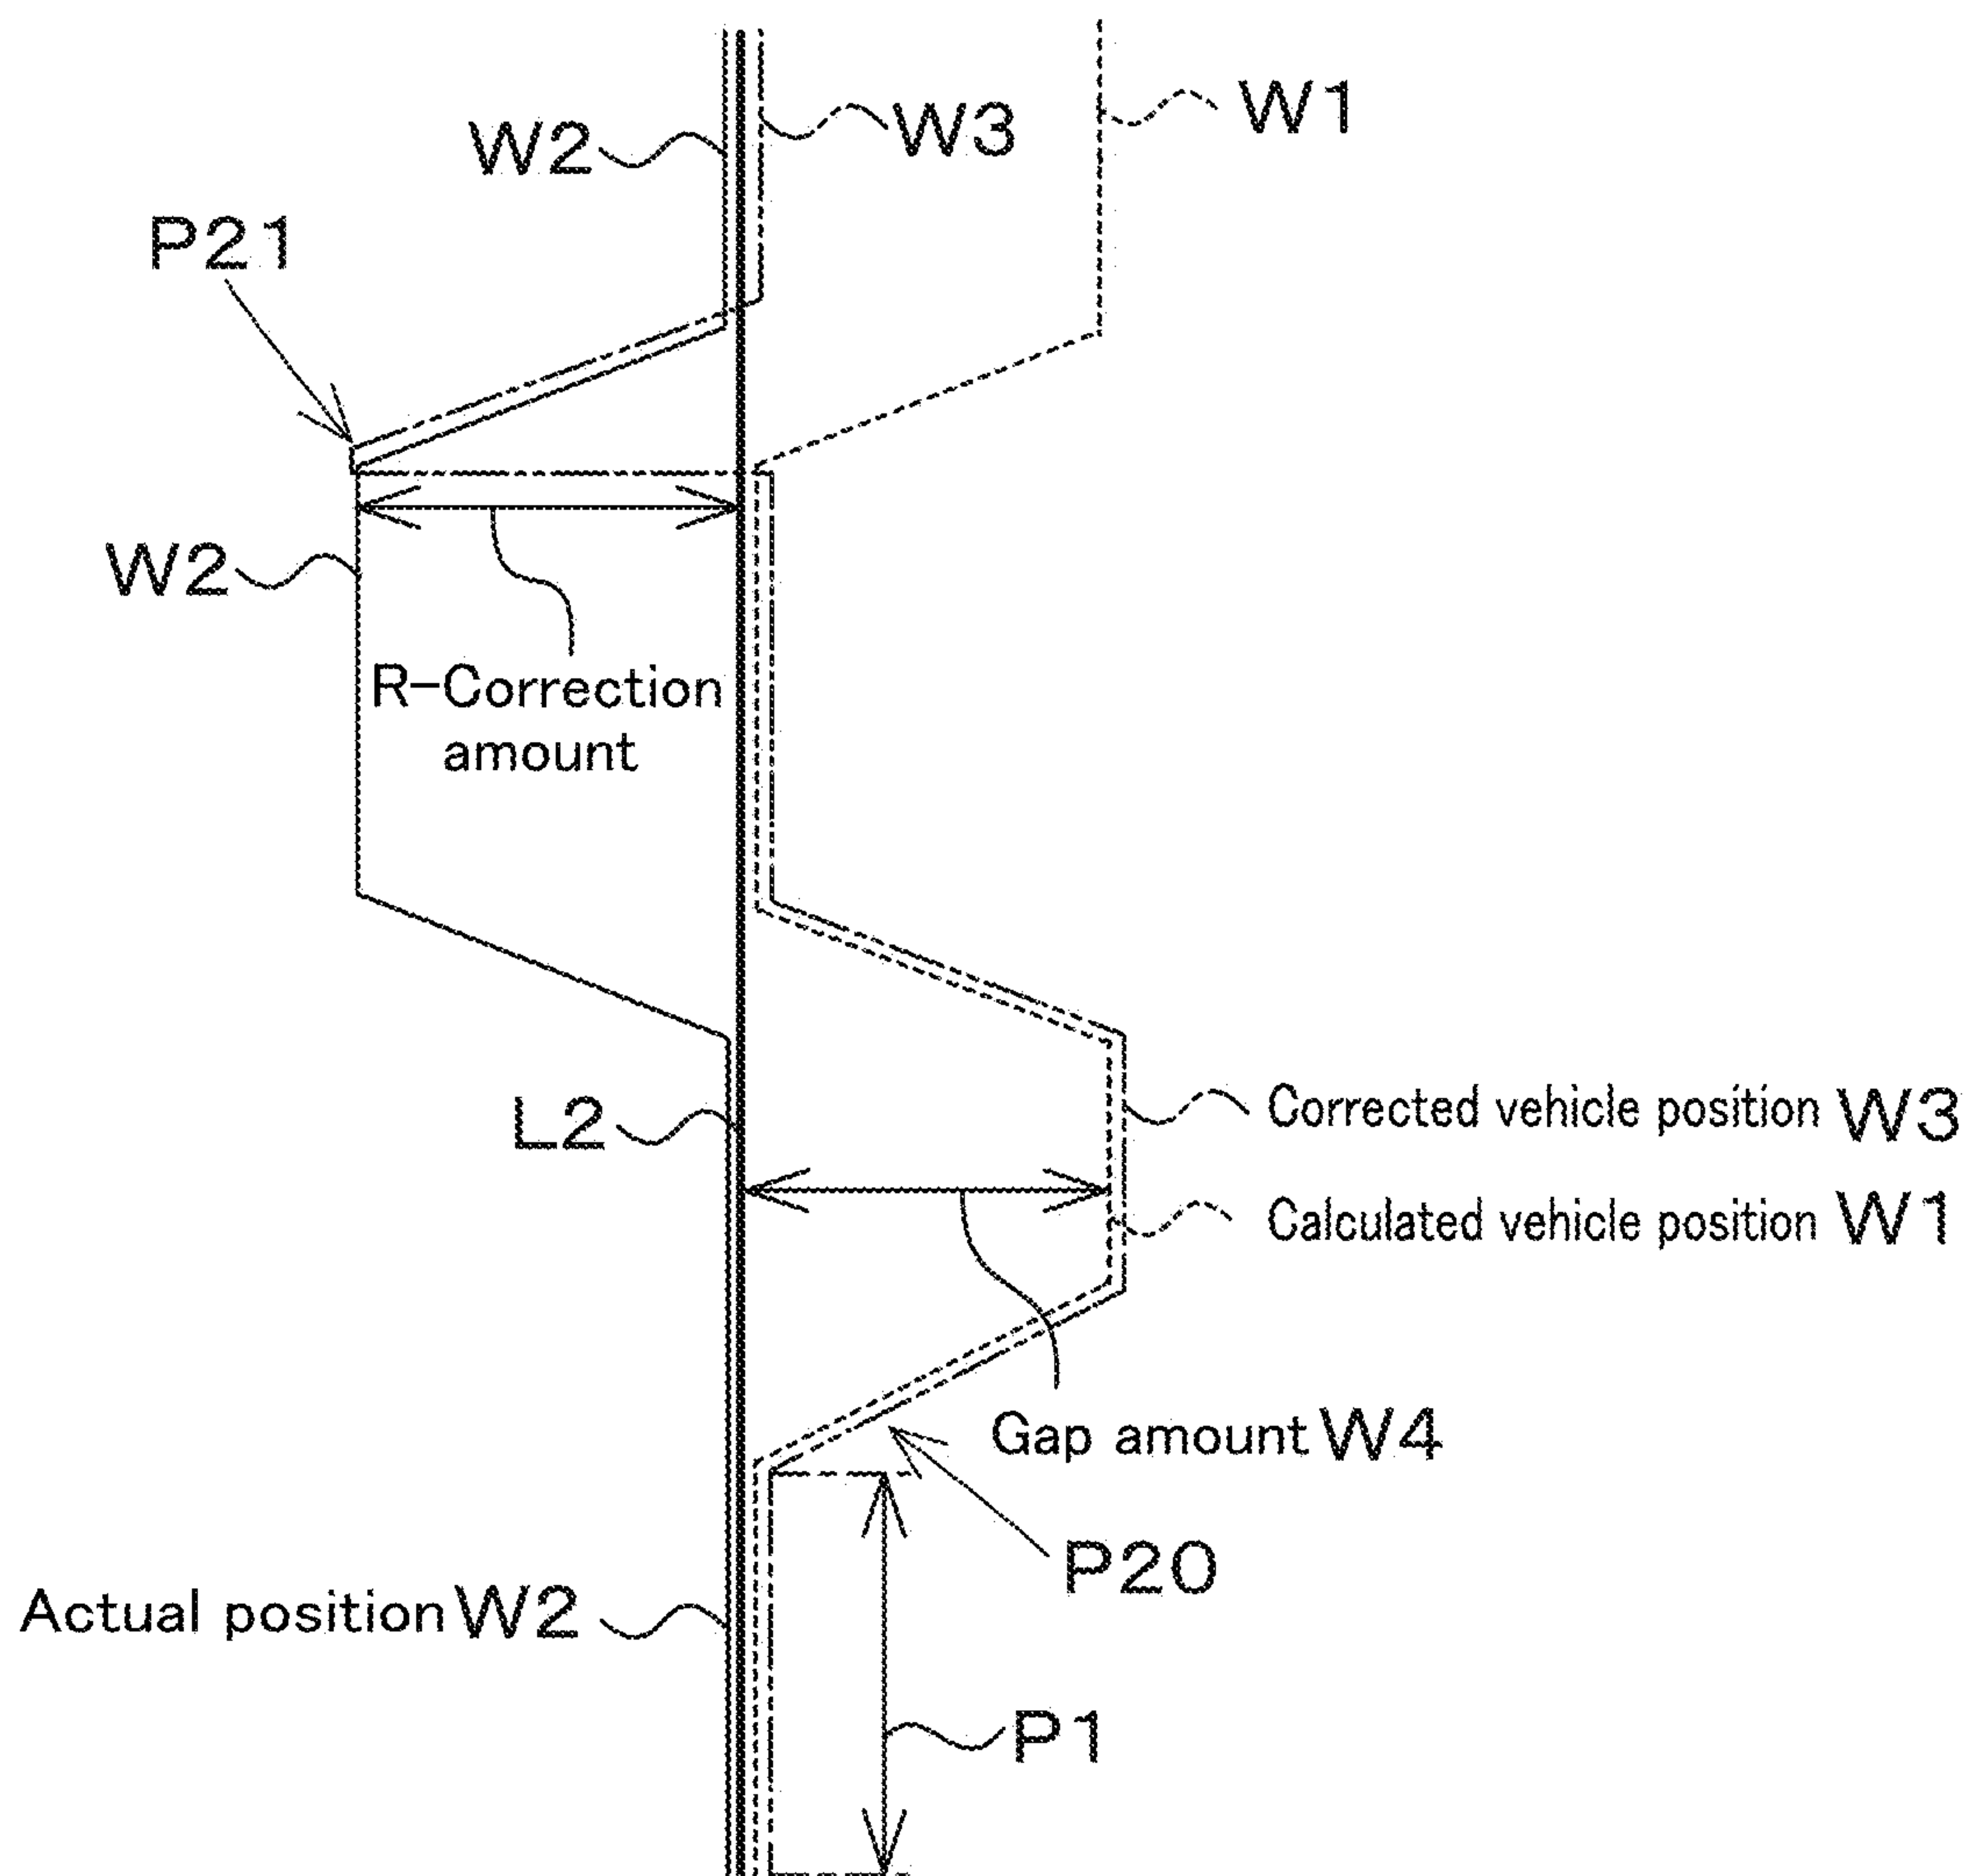 W1
W3
W2
P21
W2
R-Correction
amount
L2
Corrected vehicle position W3
Calculated vehicle position W1
Gap amount W4
P20
Actual position W2
P1